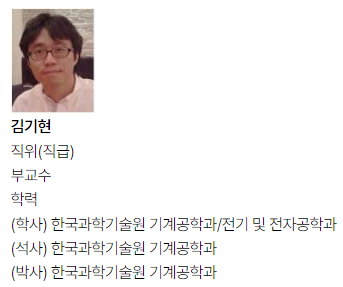 김기현
직위(직급)
부교수
학력
(학사) 한국과학기술원 기계공학과/전기 및 전자공학과
(석사) 한국과학기술원 기계공학과
(박사) 한국과학기술원 기계공학과